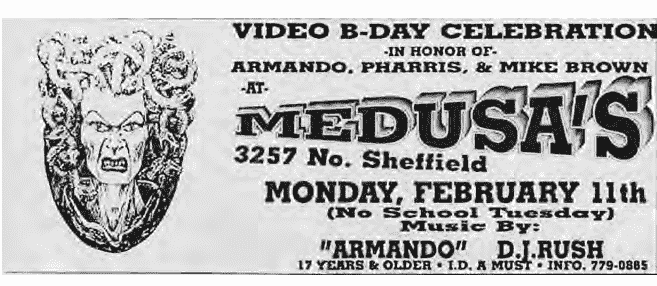 VIDEO B-DAY CELEBRATION
-IN HONOR OF-
ARMANDO, PHARRIS, & MIKE BROWN
-AT-
MEDUSA'S
3257 No. Sheffield
MONDAY, FEBRUARY 11th
(No School Tuesday)
Music By:
"ARMANDO" D.J.RUSH
17 YEARS & OLDER • I.D. A MUST • INFO. 779-0885